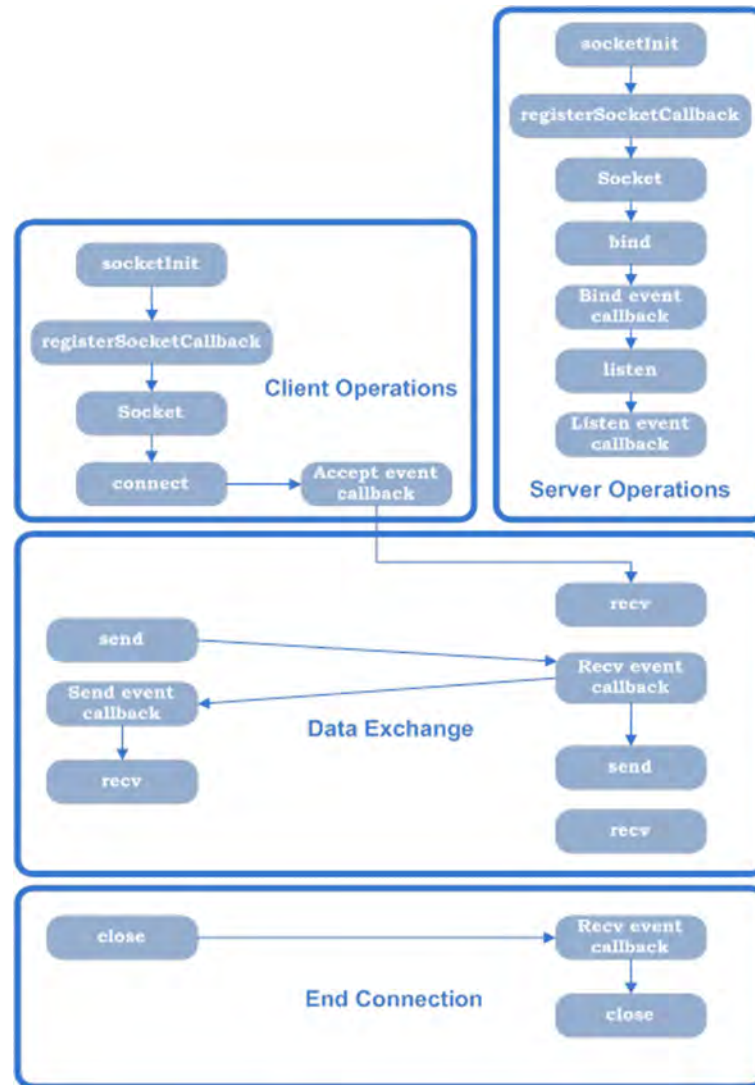 socketInit
registerSocketCallback
Socket
bind
Bind event
callback
listen
Listen event
callback
Server Operations
socketInit
registerSocketCallback
Client Operations
Socket
connect
Accept event
callback
recv
send
Recv event
callback
Send event
callback
Data Exchange
recv
send
recv
close
Recv event
callback
End Connection
close